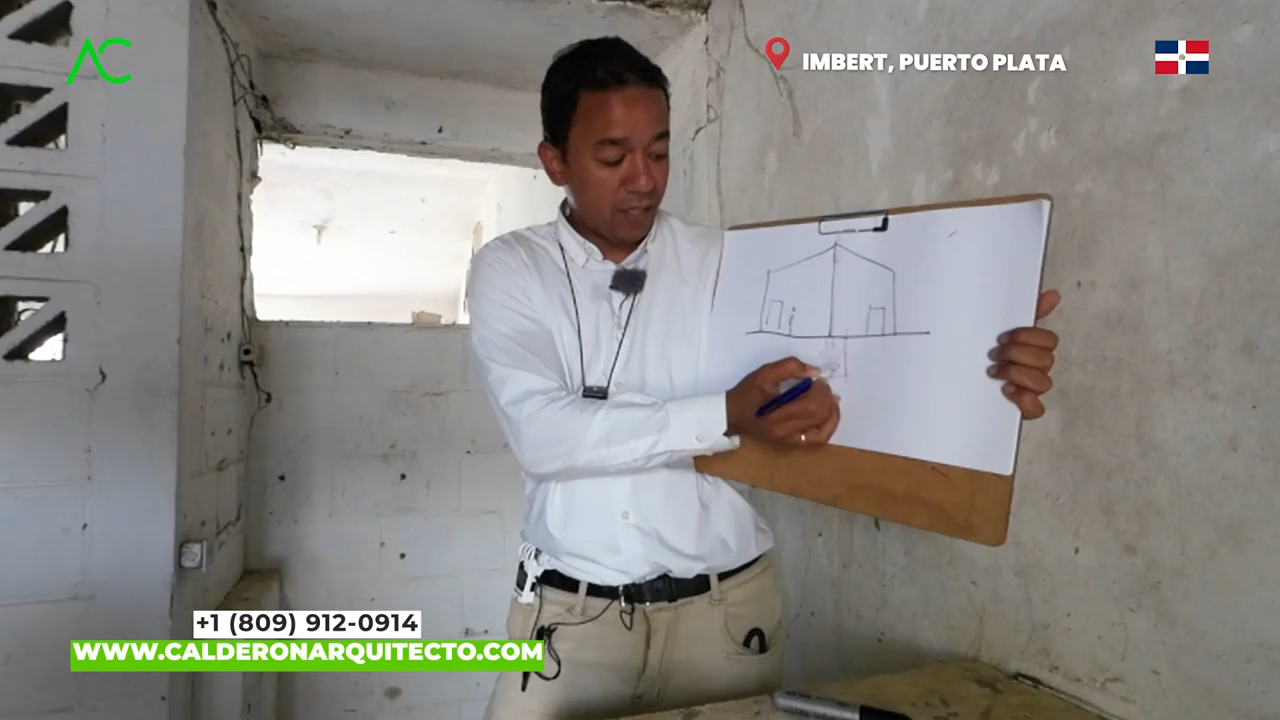 AC
IMBERT, PUERTO PLATA
+1 (809) 912-0914
WWW.CALDERONARQUITECTO.COM